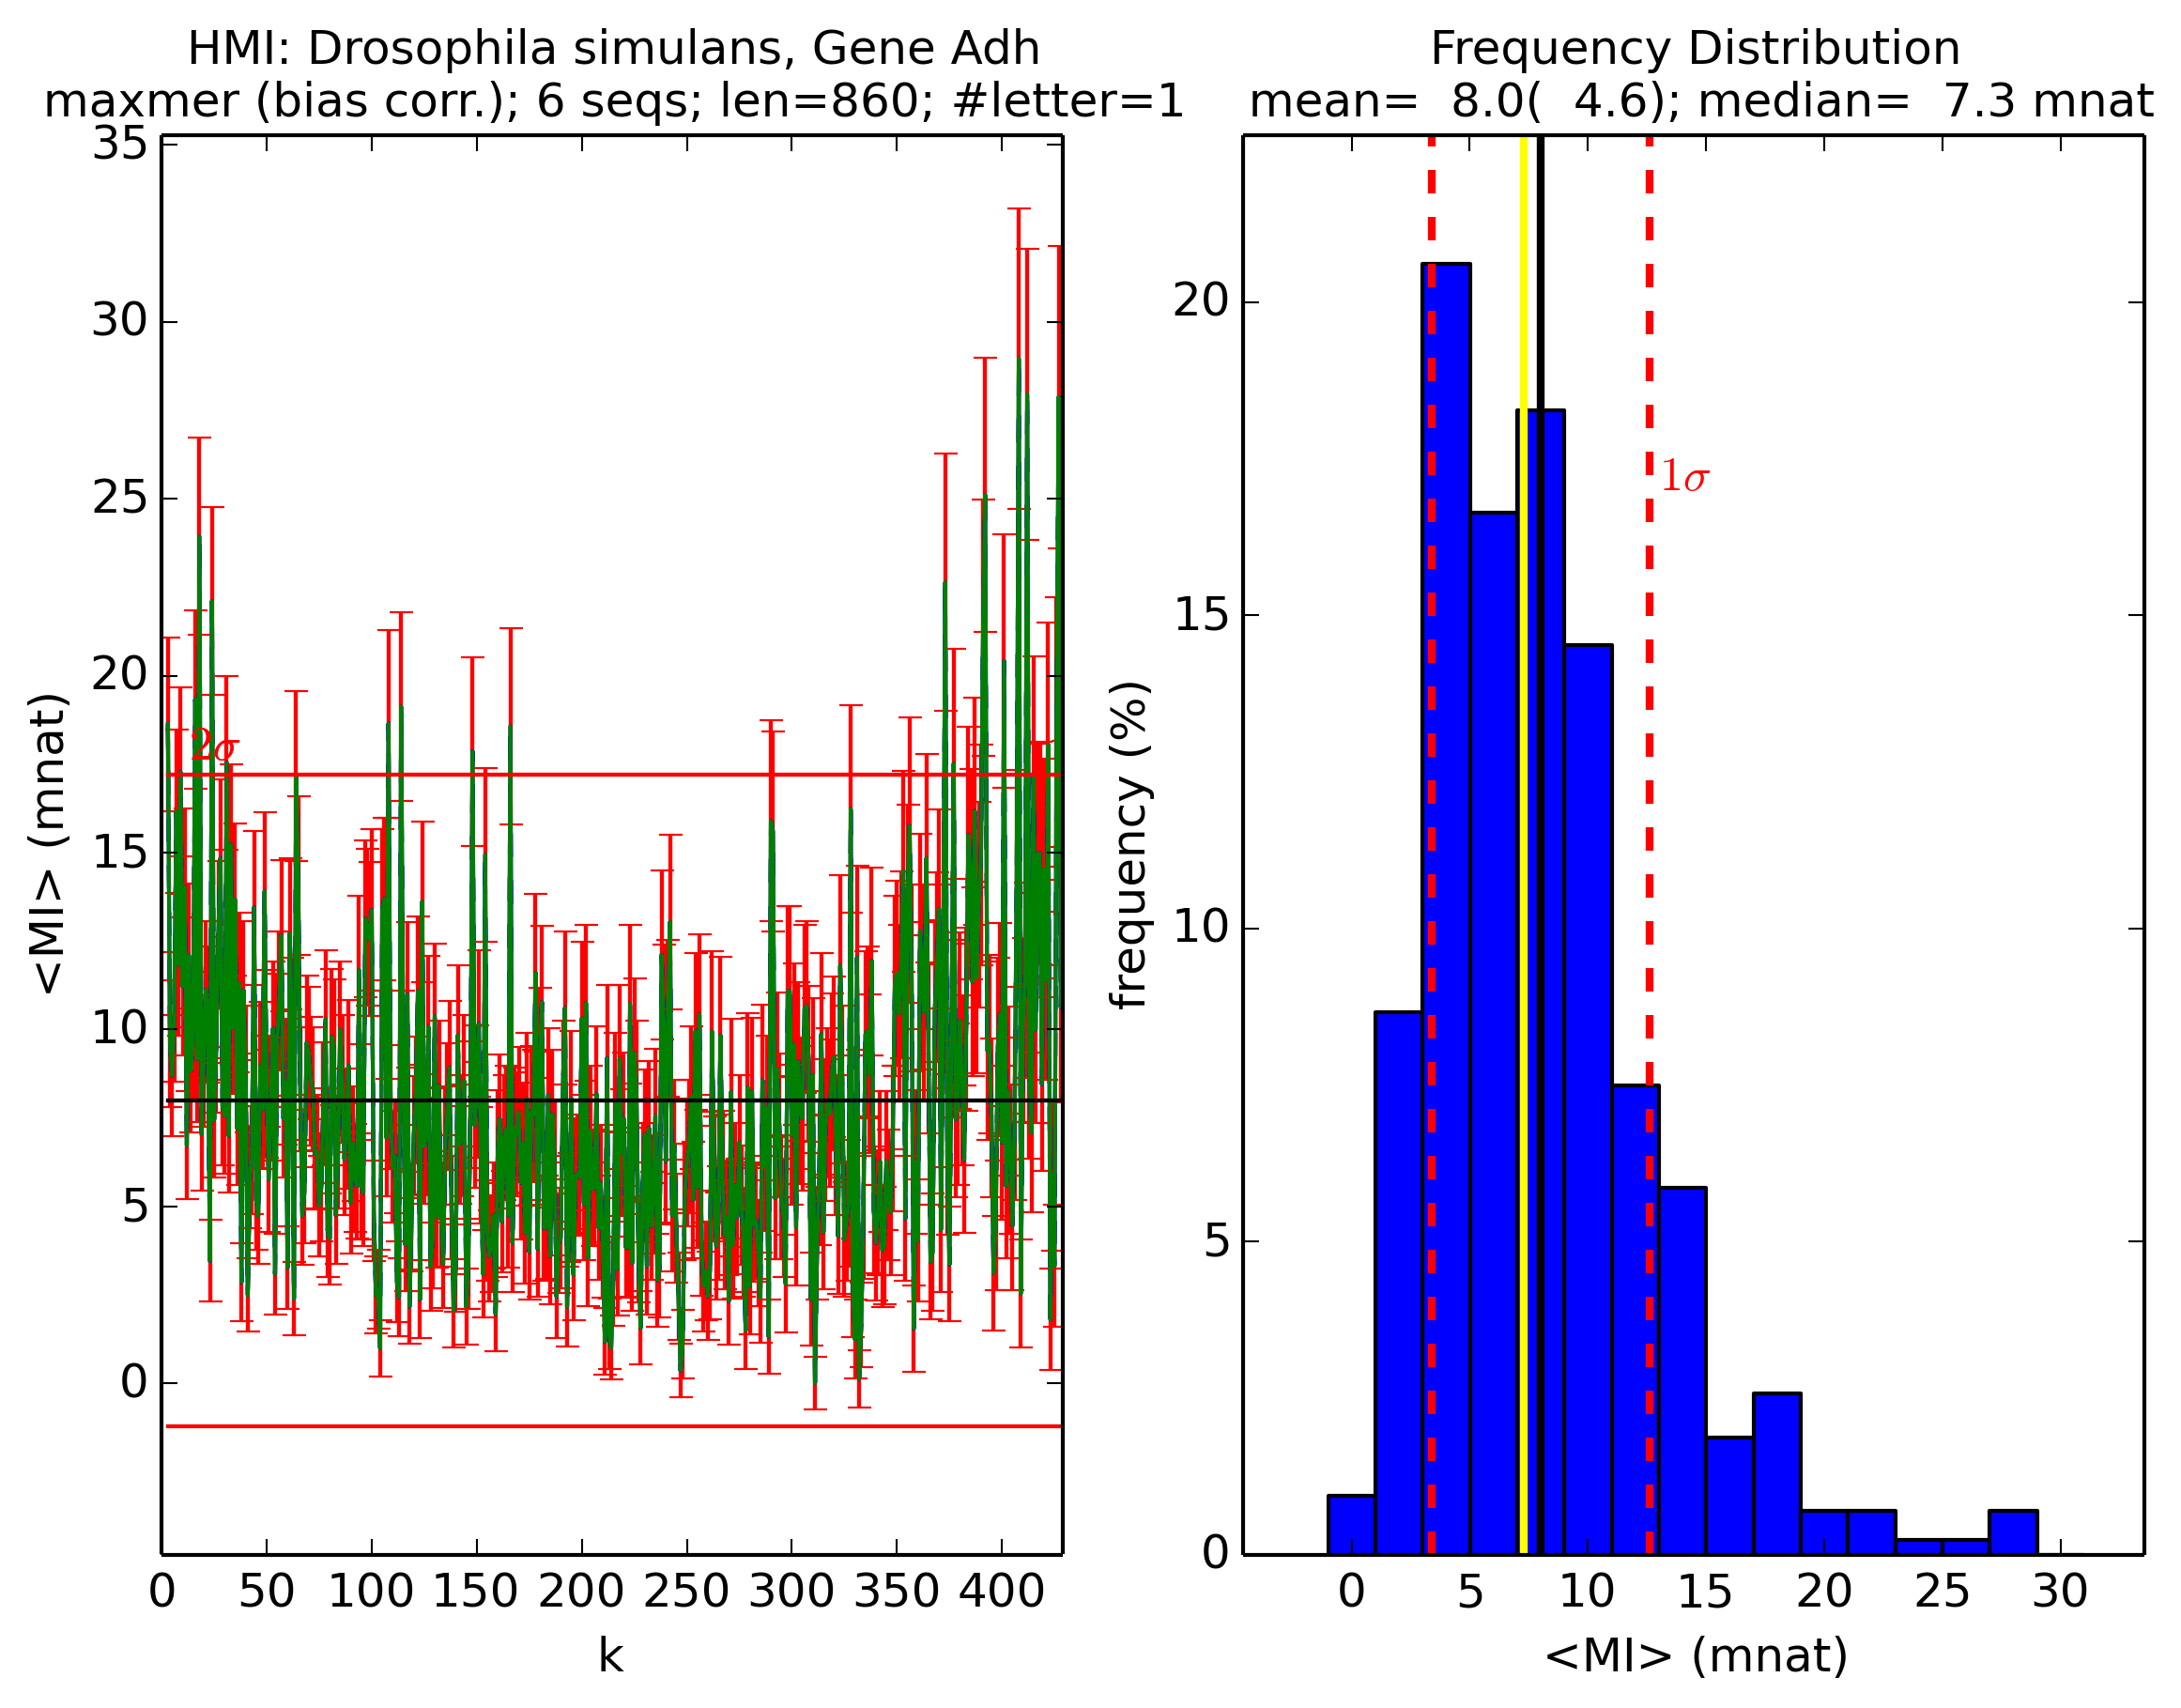 HMI: Drosophila simulans, Gene Adh
maxmer (bias corr.); 6 seqs; len=860; #letter=1
35
30
25
20
15
10
5
0
<MI> (mnat)
2σ
0 50 100 150 200 250 300 350 400
k
Frequency Distribution
mean=  8.0(  4.6); median=  7.3 mnat
20
15
10
5
0
frequency (%)
1σ
0 5 10 15 20 25 30
<MI> (mnat)